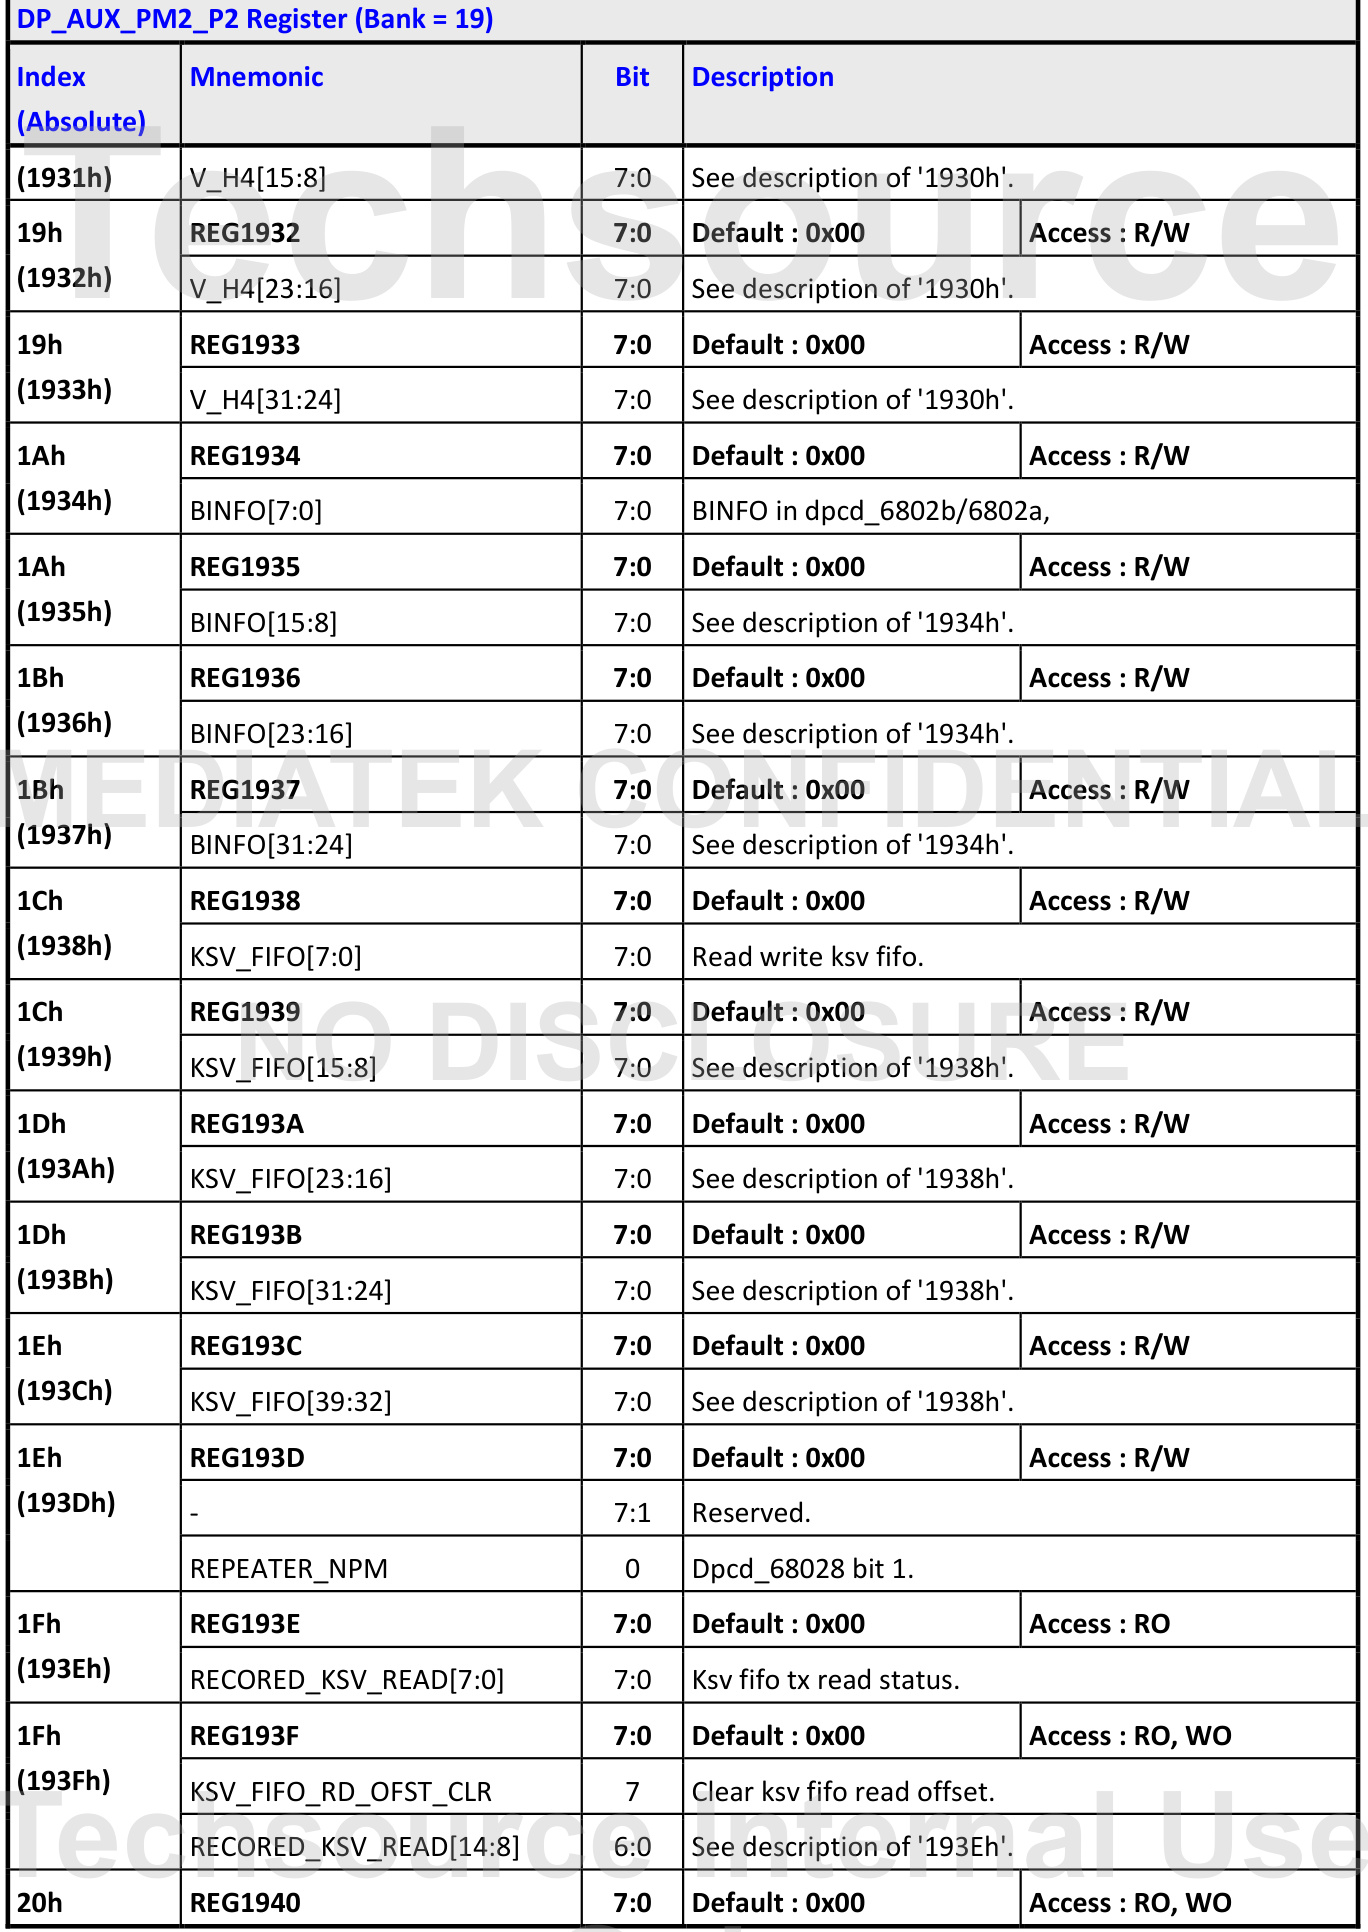 DP_AUX_PM2_P2 Register (Bank = 19)
Index (Absolute) Mnemonic Bit Description
(1931h) V_H4[15:8] 7:0 See description of '1930h'.
19h REG1932 7:0 Default : 0x00 Access : R/W
(1932h) V_H4[23:16] 7:0 See description of '1930h'.
19h REG1933 7:0 Default : 0x00 Access : R/W
(1933h) V_H4[31:24] 7:0 See description of '1930h'.
1Ah REG1934 7:0 Default : 0x00 Access : R/W
(1934h) BINFO[7:0] 7:0 BINFO in dpcd_6802b/6802a,
1Ah REG1935 7:0 Default : 0x00 Access : R/W
(1935h) BINFO[15:8] 7:0 See description of '1934h'.
1Bh REG1936 7:0 Default : 0x00 Access : R/W
(1936h) BINFO[23:16] 7:0 See description of '1934h'.
1Bh REG1937 7:0 Default : 0x00 Access : R/W
(1937h) BINFO[31:24] 7:0 See description of '1934h'.
1Ch REG1938 7:0 Default : 0x00 Access : R/W
(1938h) KSV_FIFO[7:0] 7:0 Read write ksv fifo.
1Ch REG1939 7:0 Default : 0x00 Access : R/W
(1939h) KSV_FIFO[15:8] 7:0 See description of '1938h'.
1Dh REG193A 7:0 Default : 0x00 Access : R/W
(193Ah) KSV_FIFO[23:16] 7:0 See description of '1938h'.
1Dh REG193B 7:0 Default : 0x00 Access : R/W
(193Bh) KSV_FIFO[31:24] 7:0 See description of '1938h'.
1Eh REG193C 7:0 Default : 0x00 Access : R/W
(193Ch) KSV_FIFO[39:32] 7:0 See description of '1938h'.
1Eh REG193D 7:0 Default : 0x00 Access : R/W
(193Dh) - 7:1 Reserved.
REPEATER_NPM 0 Dpcd_68028 bit 1.
1Fh REG193E 7:0 Default : 0x00 Access : RO
(193Eh) RECORED_KSV_READ[7:0] 7:0 Ksv fifo tx read status.
1Fh REG193F 7:0 Default : 0x00 Access : RO, WO
(193Fh) KSV_FIFO_RD_OFST_CLR 7 Clear ksv fifo read offset.
RECORED_KSV_READ[14:8] 6:0 See description of '193Eh'.
20h REG1940 7:0 Default : 0x00 Access : RO, WO
Techsource
MEDIATEK CONFIDENTIAL
NO DISCLOSURE
Techsource Internal Use